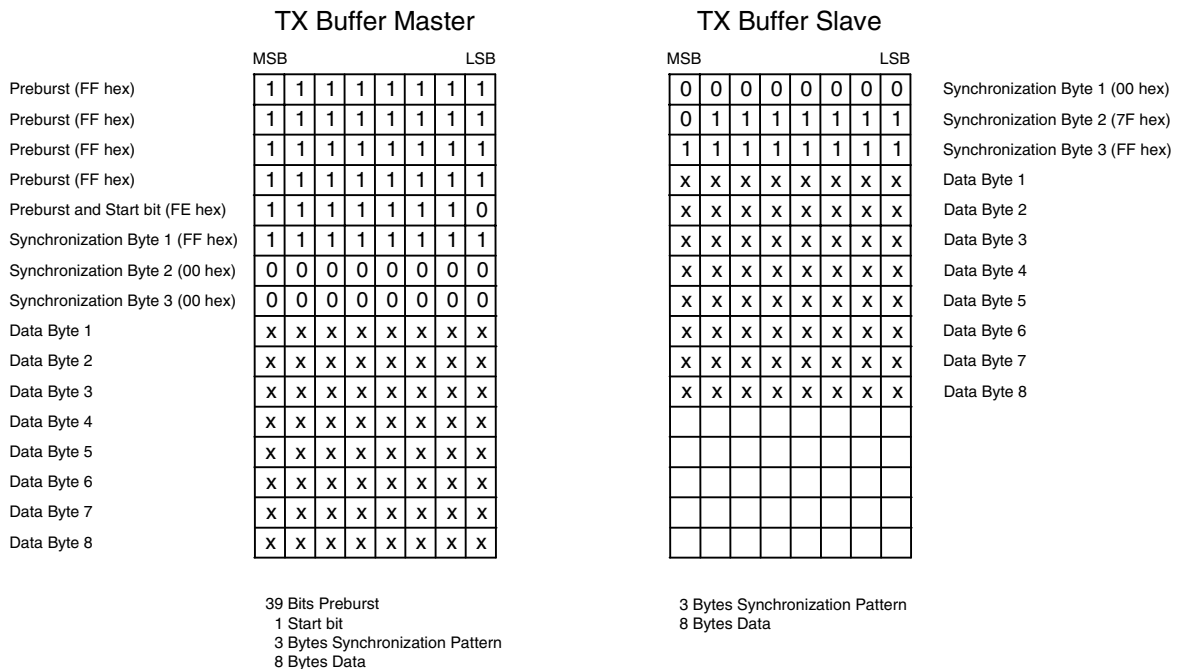 TX Buffer Master TX Buffer Slave
MSB LSB MSB LSB
Preburst (FF hex) 1 1 1 1 1 1 1 1 0 0 0 0 0 0 0 0 Synchronization Byte 1 (00 hex)
Preburst (FF hex) 1 1 1 1 1 1 1 1 0 1 1 1 1 1 1 1 Synchronization Byte 2 (7F hex)
Preburst (FF hex) 1 1 1 1 1 1 1 1 1 1 1 1 1 1 1 1 Synchronization Byte 3 (FF hex)
Preburst (FF hex) 1 1 1 1 1 1 1 1 x x x x x x x x Data Byte 1
Preburst and Start bit (FE hex) 1 1 1 1 1 1 1 0 x x x x x x x x Data Byte 2
Synchronization Byte 1 (FF hex) 1 1 1 1 1 1 1 1 x x x x x x x x Data Byte 3
Synchronization Byte 2 (00 hex) 0 0 0 0 0 0 0 0 x x x x x x x x Data Byte 4
Synchronization Byte 3 (00 hex) 0 0 0 0 0 0 0 0 x x x x x x x x Data Byte 5
Data Byte 1 x x x x x x x x x x x x x x x x Data Byte 6
Data Byte 2 x x x x x x x x x x x x x x x x Data Byte 7
Data Byte 3 x x x x x x x x x x x x x x x x Data Byte 8
Data Byte 4 x x x x x x x x
Data Byte 5 x x x x x x x x
Data Byte 6 x x x x x x x x
Data Byte 7 x x x x x x x x
Data Byte 8 x x x x x x x x
39 Bits Preburst 3 Bytes Synchronization Pattern
1 Start bit 8 Bytes Data
3 Bytes Synchronization Pattern
8 Bytes Data